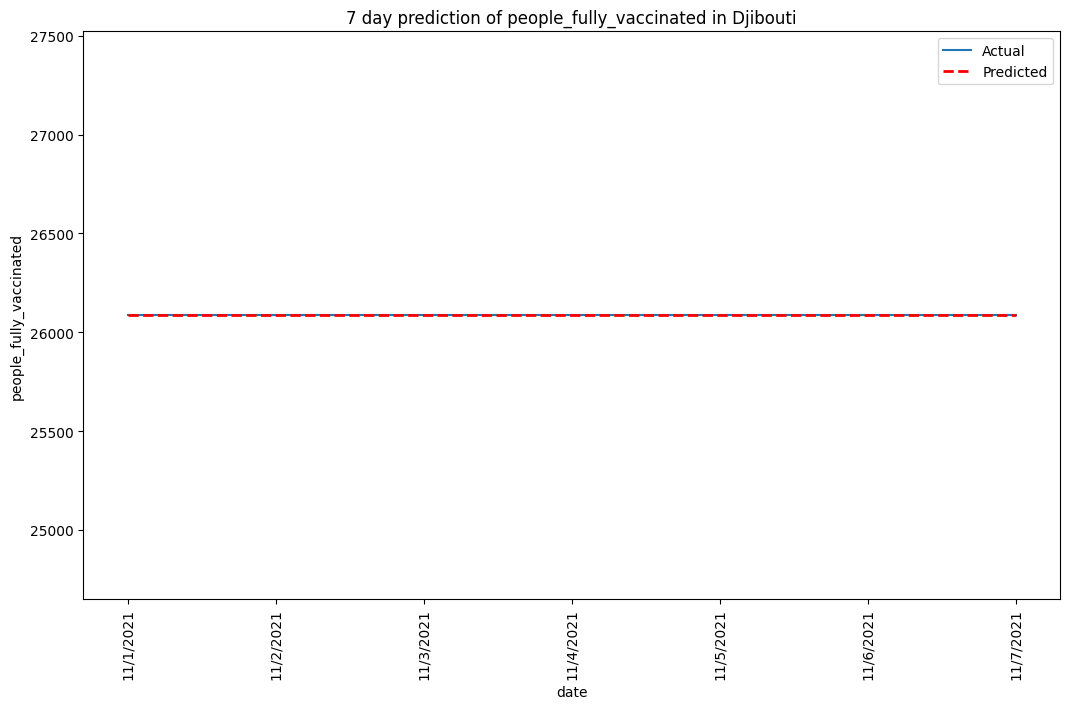 7 day prediction of people_fully_vaccinated in Djibouti
Actual
Predicted
27500
27000
26500
26000
25500
25000
people_fully_vaccinated
11/1/2021
11/2/2021
11/3/2021
11/4/2021
11/5/2021
11/6/2021
11/7/2021
date